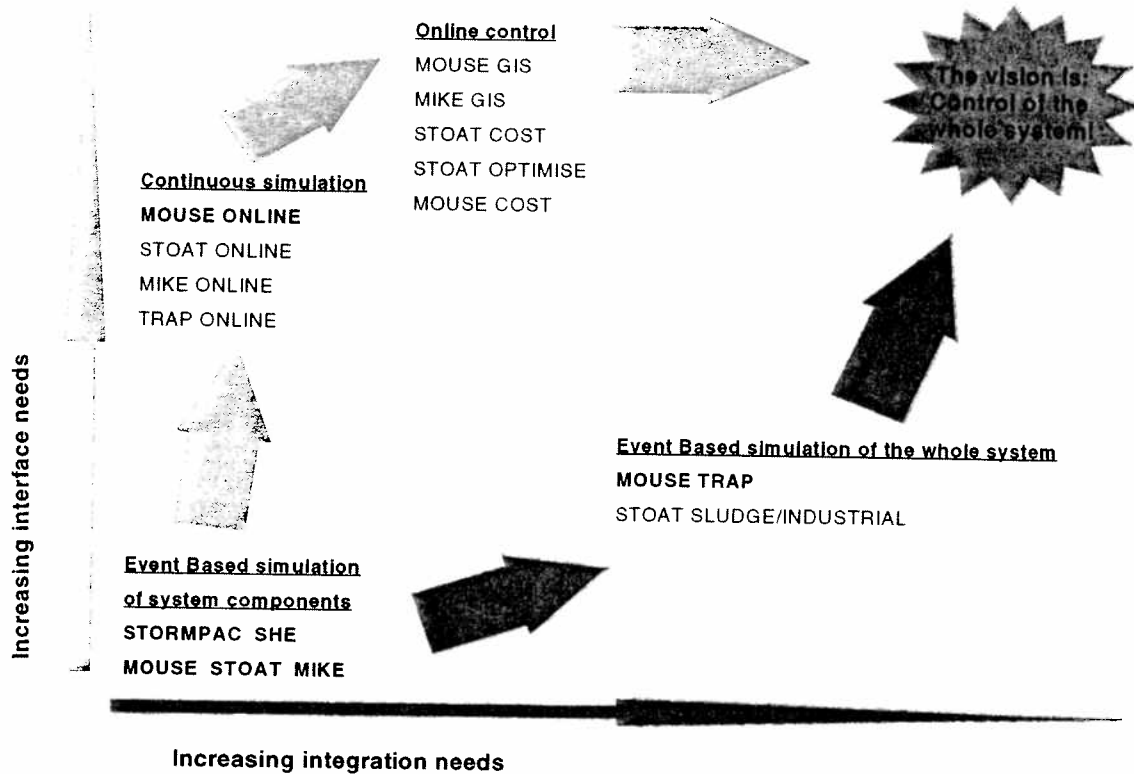 Online control
MOUSE GIS
MIKE GIS
STOAT COST
STOAT OPTIMISE
MOUSE COST
The vision is:
Control of the
whole system!
Continuous simulation
MOUSE ONLINE
STOAT ONLINE
MIKE ONLINE
TRAP ONLINE
Increasing interface needs
Event Based simulation of the whole system
MOUSE TRAP
STOAT SLUDGE/INDUSTRIAL
Event Based simulation
of system components
STORMPAC SHE
MOUSE STOAT MIKE
Increasing integration needs